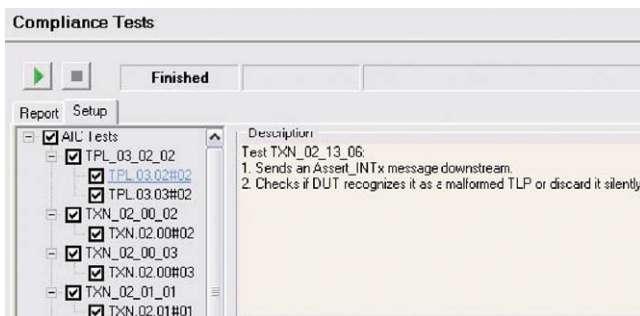 Compliance Tests
Finished
Report Setup
AIC Tests
TPL_03_02_02
TPL.03.02#02
TPL.03.03#02
TXN_02_00_02
TXN.02.00#02
TXN_02_00_03
TXN.02.00#03
TXN_02_01_01
TXN.02.01#01
Description
Test TXN_02_13_06:
1. Sends an Assert_INTx message downstream.
2. Checks if DUT recognizes it as a malformed TLP or discard it silently